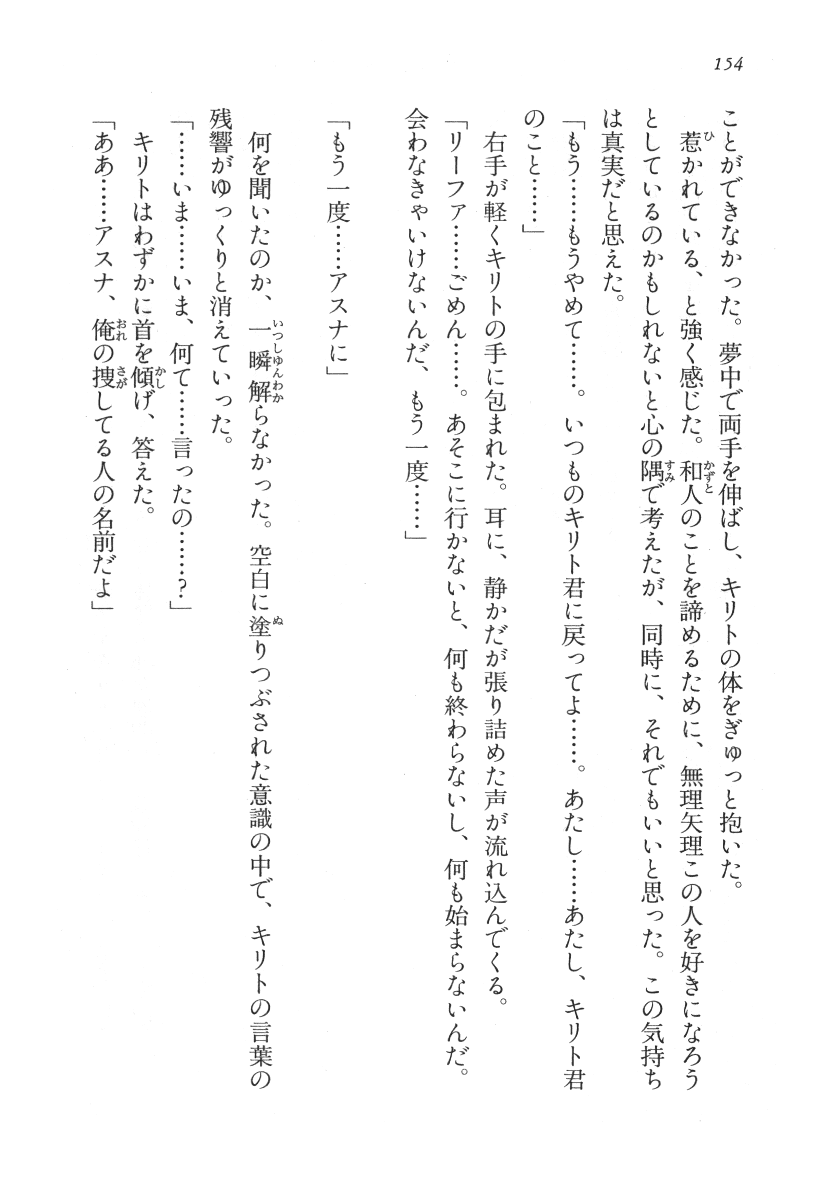 154
ことができなかった。夢中で両手を伸ばし、キリトの体をぎゅっと抱いた。
惹かれている、と強く感じた。和人のことを諦めるために、無理矢理この人を好きになろう
としているのかもしれないと心の隅で考えたが、同時に、それでもいいと思った。この気持ち
は真実だと思えた。
「もう……もうやめて……。いつものキリト君に戻ってよ……。あたし……あたし、キリト君
のこと……」
右手が軽くキリトの手に包まれた。耳に、静かだが張り詰めた声が流れ込んでくる。
「リーファ……ごめん……。あそこに行かないと、何も終わらないし、何も始まらないんだ。
会わなきゃいけないんだ、もう一度……」
「もう一度……アスナに」
何を聞いたのか、一瞬解らなかった。空白に塗りつぶされた意識の中で、キリトの言葉の
残響がゆっくりと消えていった。
「……いま……いま、何て……言ったの……?」
キリトはわずかに首を傾げ、答えた。
「ああ……アスナ、俺の捜してる人の名前だよ」